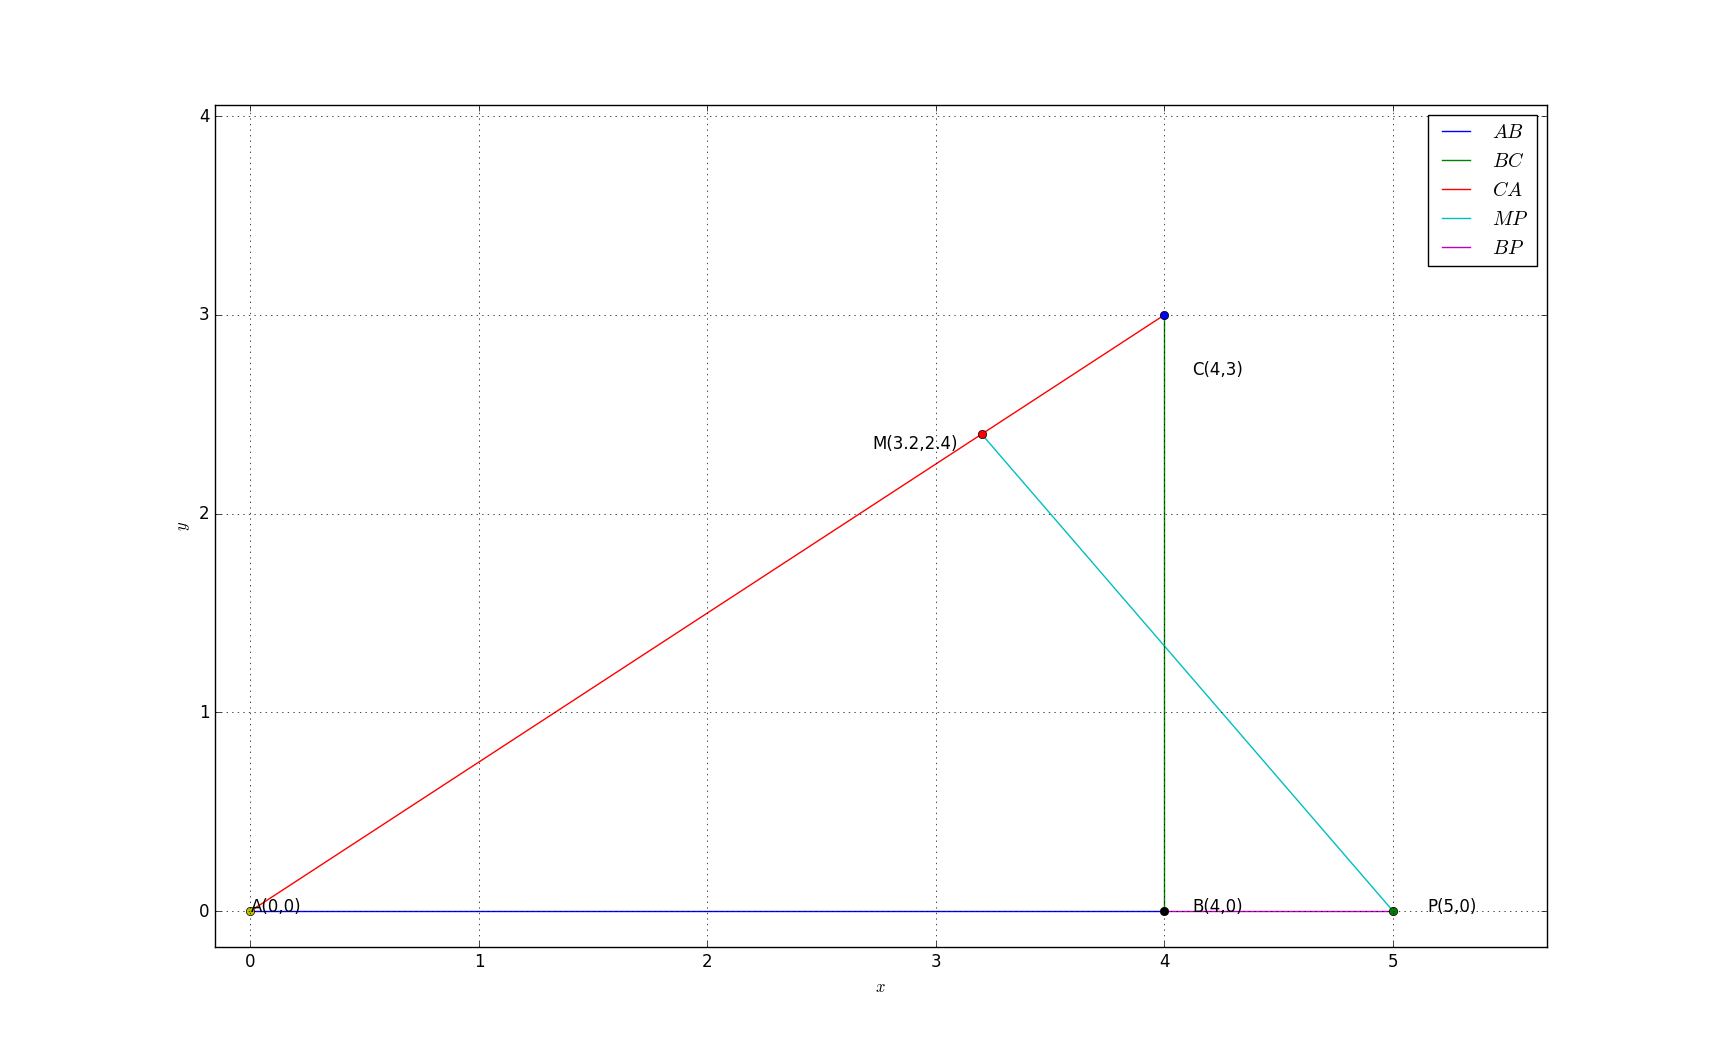 4
3
2
1
0
y
0 1 2 3 4 5
x
AB
BC
CA
MP
BP
C(4,3)
M(3.2,2.4)
A(0,0)
B(4,0)
P(5,0)